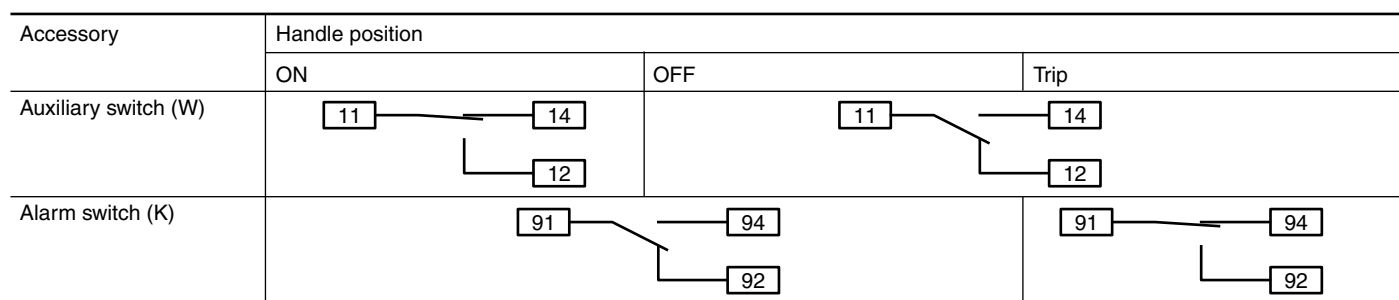 Accessory Handle position
ON OFF Trip
Auxiliary switch (W) 11 14 11 14
12 12
Alarm switch (K) 91 94 91 94
92 92